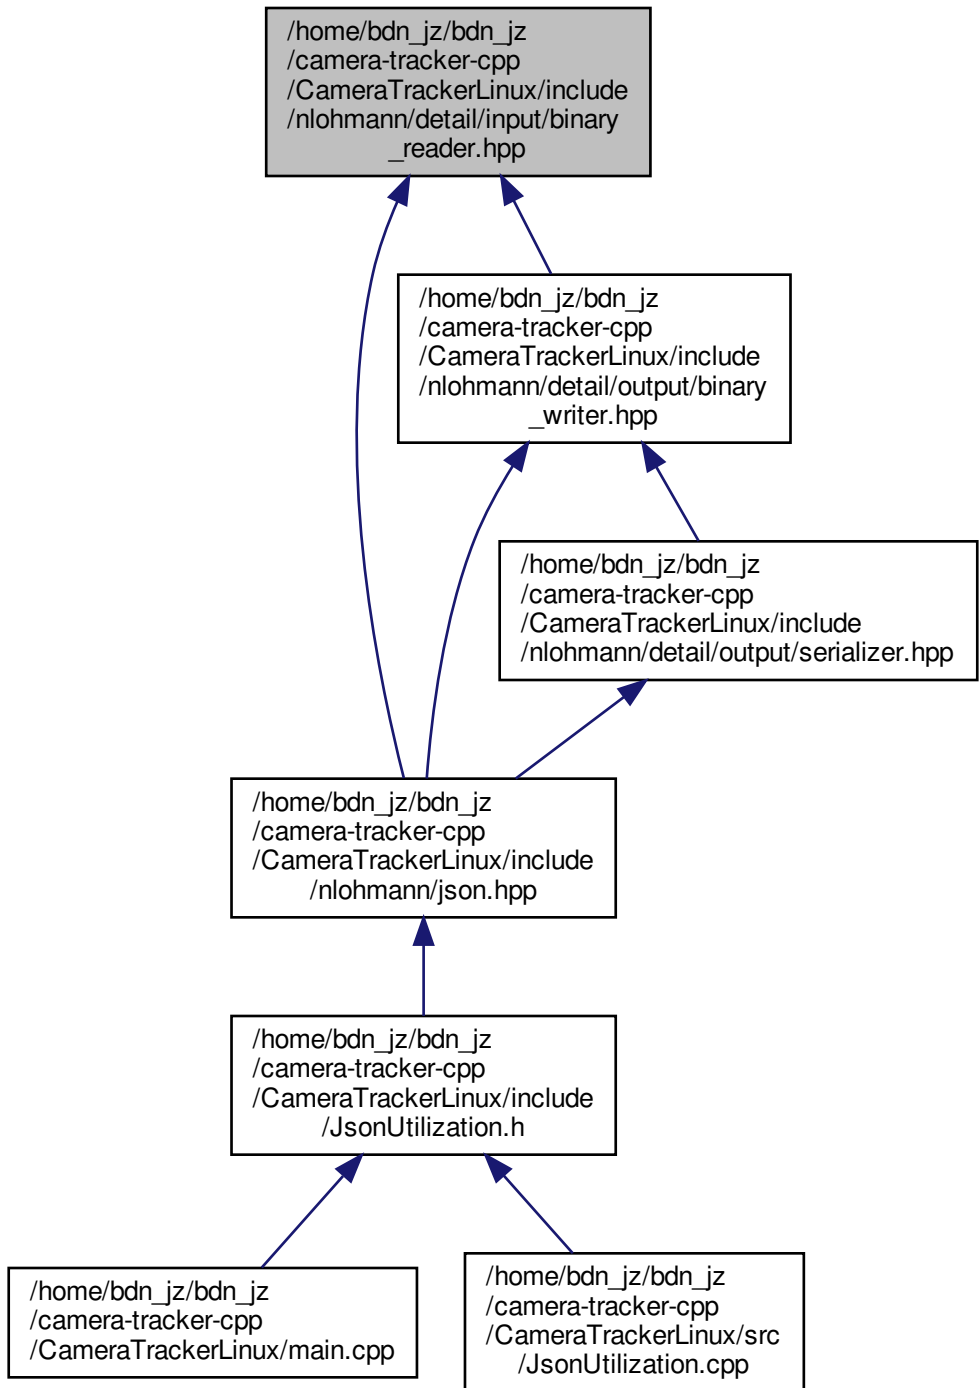 /home/bdn_jz/bdn_jz
/camera-tracker-cpp
/CameraTrackerLinux/include
/nlohmann/detail/input/binary
_reader.hpp
/home/bdn_jz/bdn_jz
/camera-tracker-cpp
/CameraTrackerLinux/include
/nlohmann/detail/output/binary
_writer.hpp
/home/bdn_jz/bdn_jz
/camera-tracker-cpp
/CameraTrackerLinux/include
/nlohmann/detail/output/serializer.hpp
/home/bdn_jz/bdn_jz
/camera-tracker-cpp
/CameraTrackerLinux/include
/nlohmann/json.hpp
/home/bdn_jz/bdn_jz
/camera-tracker-cpp
/CameraTrackerLinux/include
/JsonUtilization.h
/home/bdn_jz/bdn_jz
/camera-tracker-cpp
/CameraTrackerLinux/main.cpp
/home/bdn_jz/bdn_jz
/camera-tracker-cpp
/CameraTrackerLinux/src
/JsonUtilization.cpp